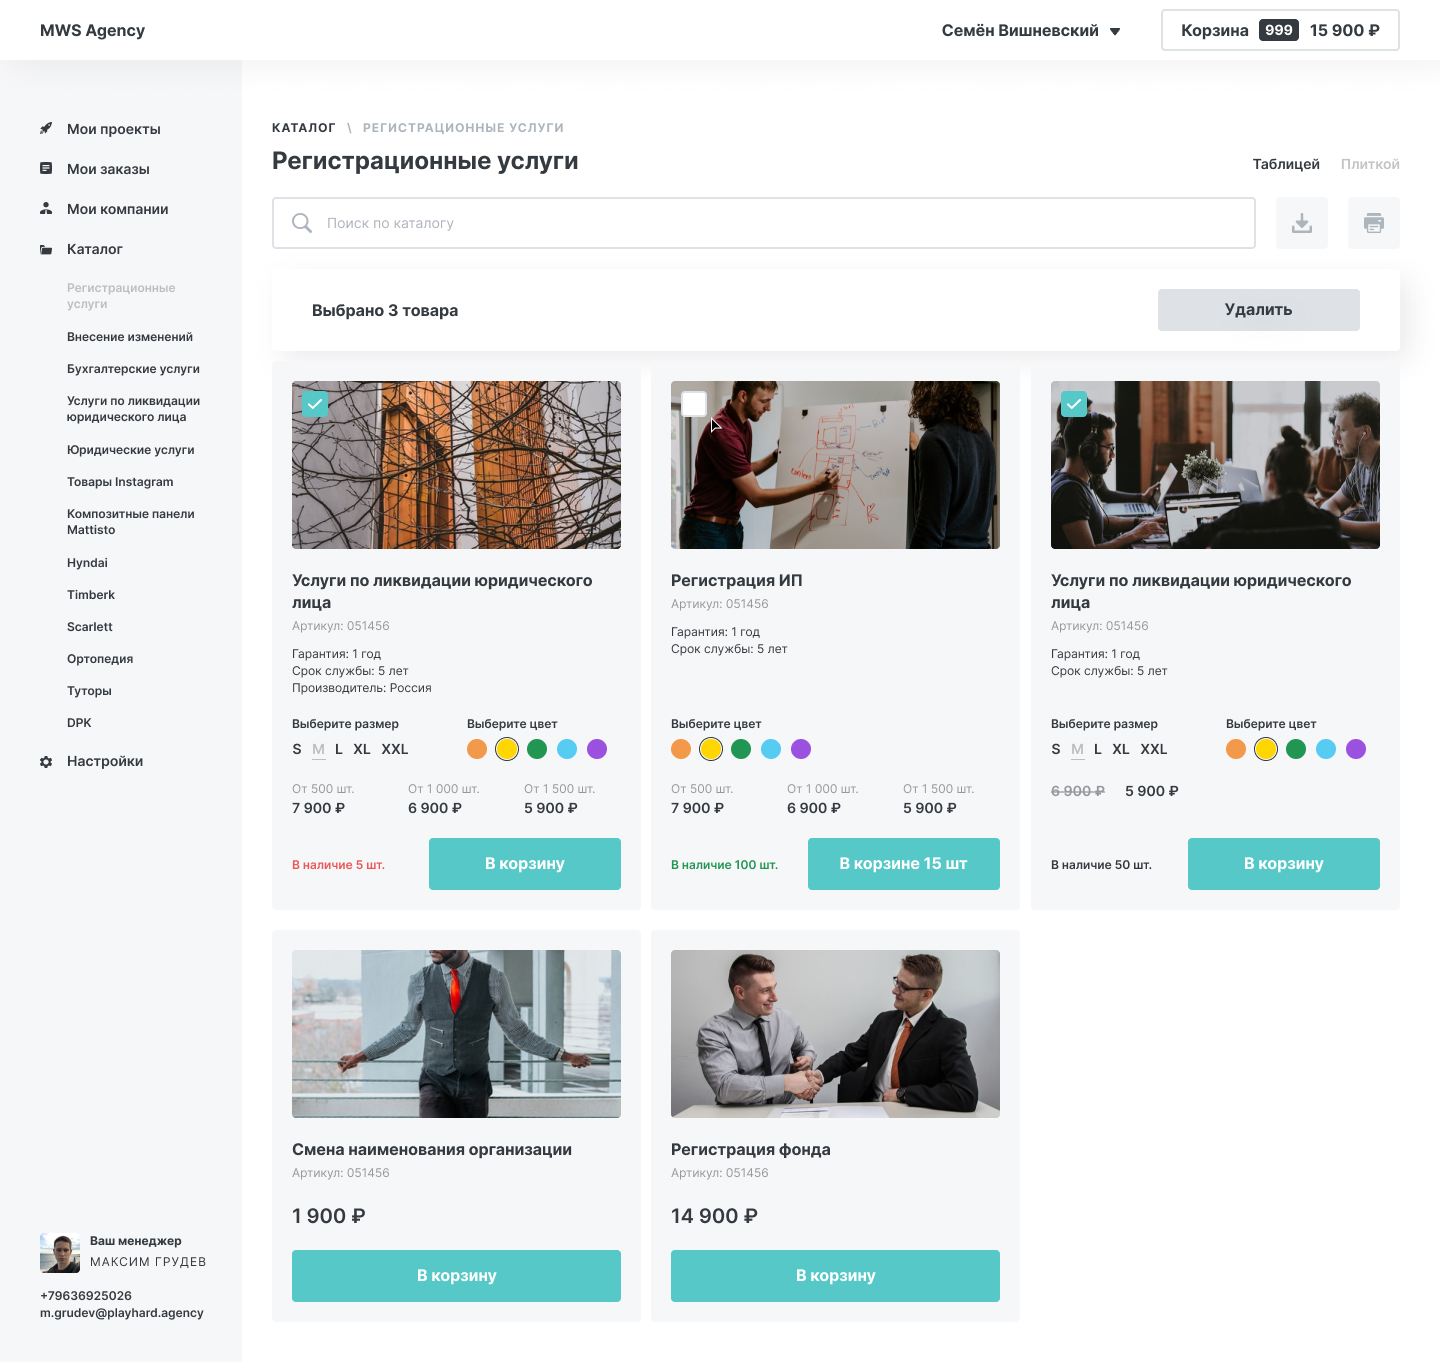 MWS Agency
Семён Вишневский
Корзина 999 15 900 ₽
Мои проекты
Мои заказы
Мои компании
Каталог
Регистрационные
услуги
Внесение изменений
Бухгалтерские услуги
Услуги по ликвидации
юридического лица
Юридические услуги
Товары Instagram
Композитные панели
Mattisto
Hyndai
Timberk
Scarlett
Ортопедия
Туторы
DPK
Настройки
Ваш менеджер
МАКСИМ ГРУДЕВ
+79636925026
m.grudev@playhard.agency
КАТАЛОГ \ РЕГИСТРАЦИОННЫЕ УСЛУГИ
Регистрационные услуги
Таблицей Плиткой
Поиск по каталогу
Выбрано 3 товара
Удалить
Услуги по ликвидации юридического
лица
Артикул: 051456
Гарантия: 1 год
Срок службы: 5 лет
Производитель: Россия
Выберите размер
S M L XL XXL
Выберите цвет
От 500 шт. От 1 000 шт. От 1 500 шт.
7 900 ₽ 6 900 ₽ 5 900 ₽
В наличие 5 шт.
В корзину
Регистрация ИП
Артикул: 051456
Гарантия: 1 год
Срок службы: 5 лет
Выберите цвет
От 500 шт. От 1 000 шт. От 1 500 шт.
7 900 ₽ 6 900 ₽ 5 900 ₽
В наличие 100 шт.
В корзине 15 шт
Услуги по ликвидации юридического
лица
Артикул: 051456
Гарантия: 1 год
Срок службы: 5 лет
Выберите размер
S M L XL XXL
Выберите цвет
6 900 ₽ 5 900 ₽
В наличие 50 шт.
В корзину
Смена наименования организации
Артикул: 051456
1 900 ₽
В корзину
Регистрация фонда
Артикул: 051456
14 900 ₽
В корзину